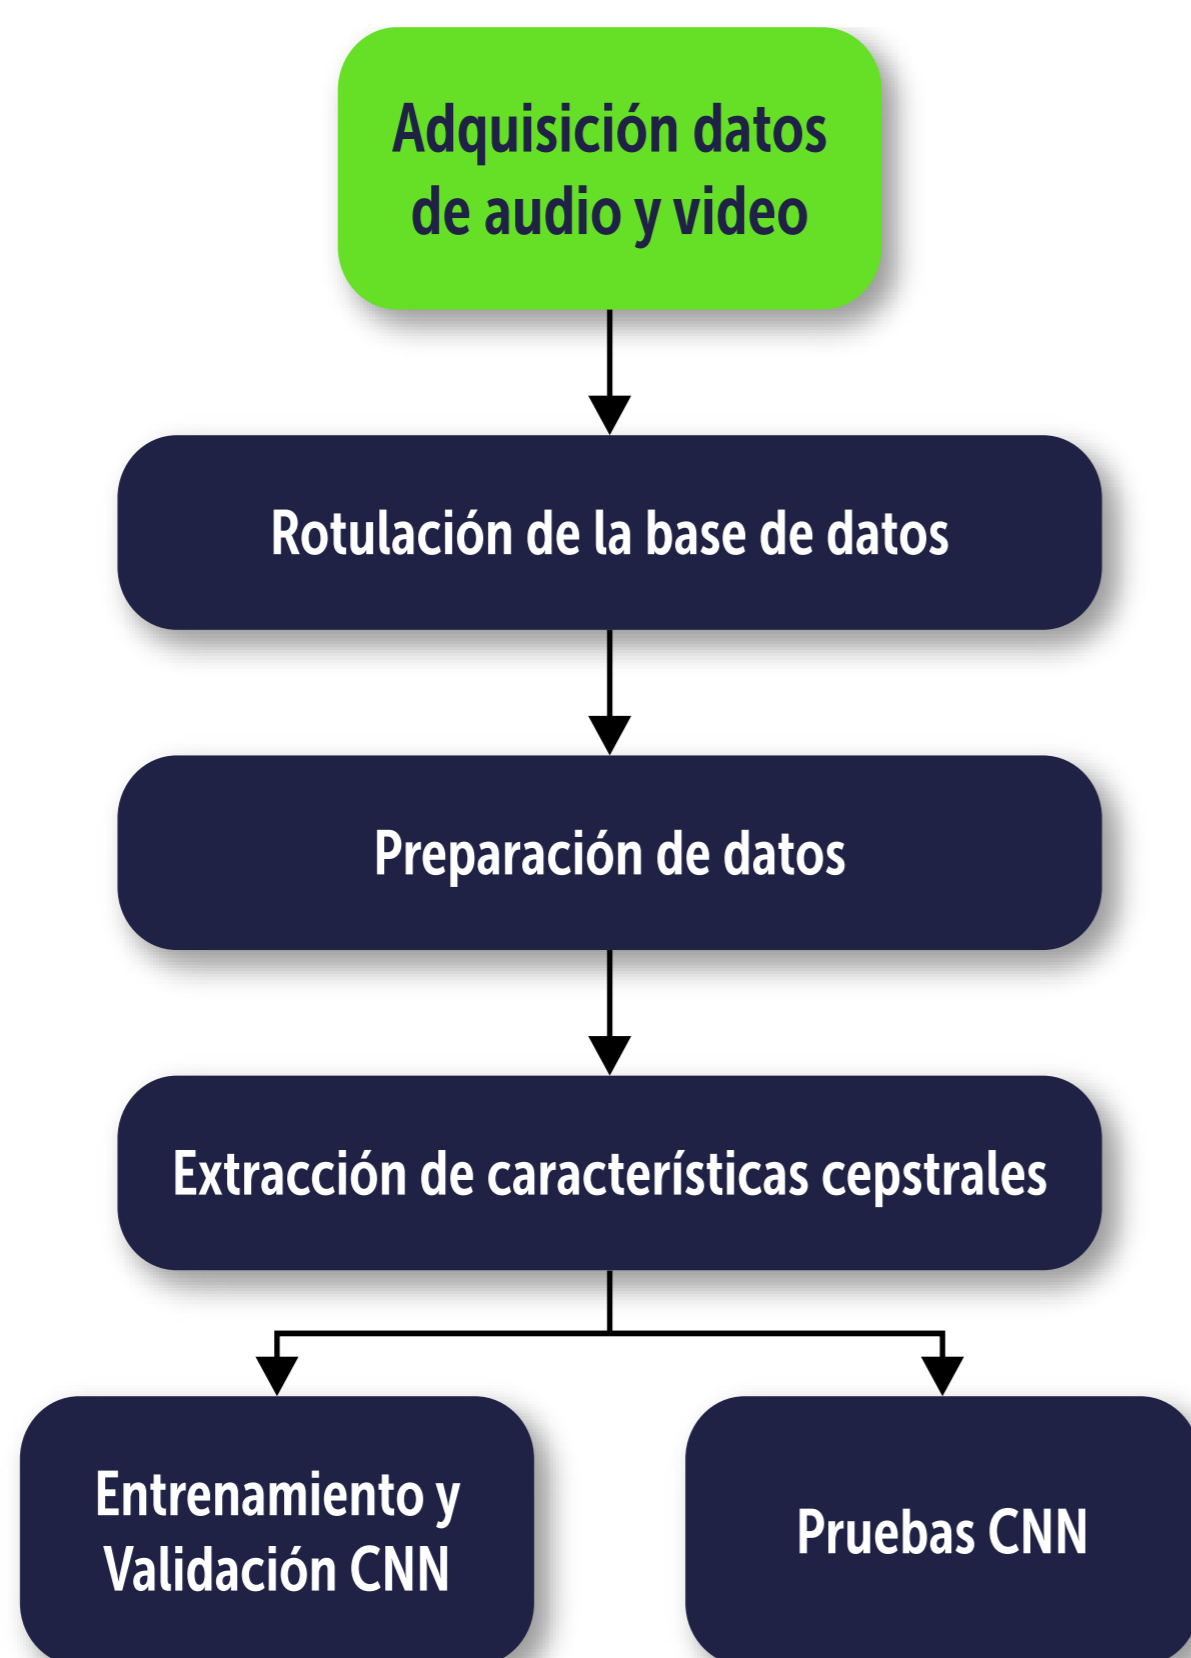 Adquisición datos
de audio y video
Rotulación de la base de datos
Preparación de datos
Extracción de características cepstrales
Entrenamiento y
Validación CNN
Pruebas CNN